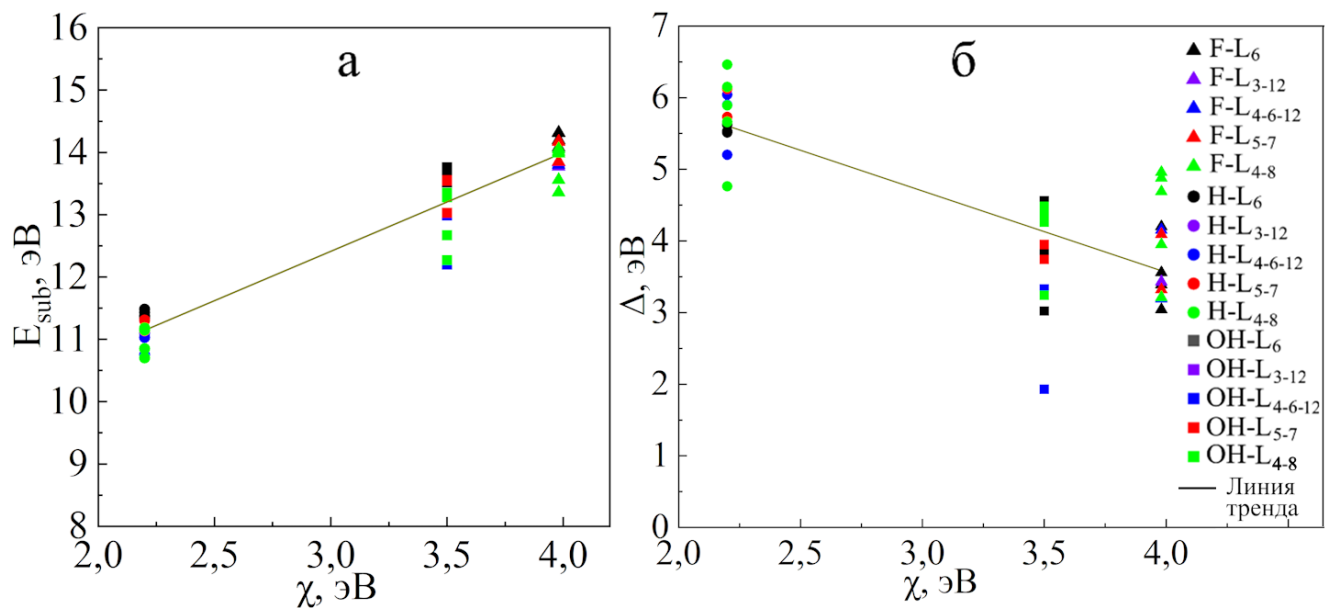 а
16
15
14
13
12
11
10
9
8
E_sub, эВ
2,0 2,5 3,0 3,5 4,0
χ, эВ
б
7
6
5
4
3
2
1
0
Δ, эВ
2,0 2,5 3,0 3,5 4,0
χ, эВ
F-L₆
F-L₃₋₁₂
F-L₄₋₆₋₁₂
F-L₅₋₇
F-L₄₋₈
H-L₆
H-L₃₋₁₂
H-L₄₋₆₋₁₂
H-L₅₋₇
H-L₄₋₈
OH-L₆
OH-L₃₋₁₂
OH-L₄₋₆₋₁₂
OH-L₅₋₇
OH-L₄₋₈
Линия
тренда